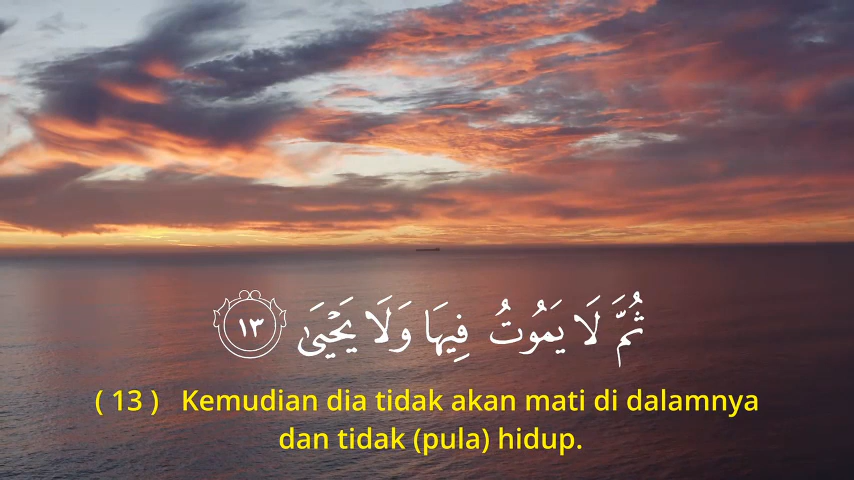 ثُمَّ لَا يَمُوتُ فِيهَا وَلَا يَحْيَىٰ ١٣
( 13 ) Kemudian dia tidak akan mati di dalamnya
dan tidak (pula) hidup.